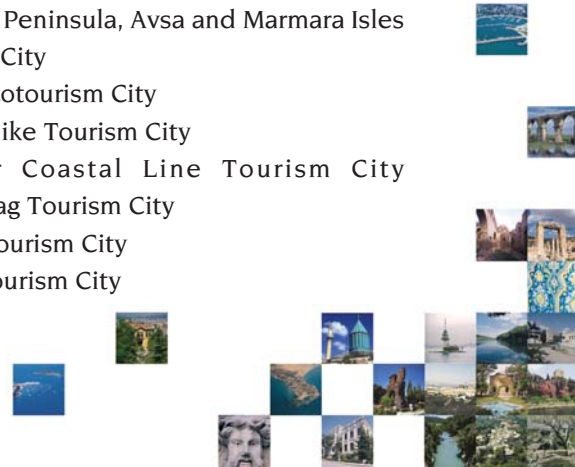 Peninsula, Avsa and Marmara Isles
City
otourism City
ike Tourism City
Coastal Line Tourism City
ag Tourism City
ourism City
ourism City